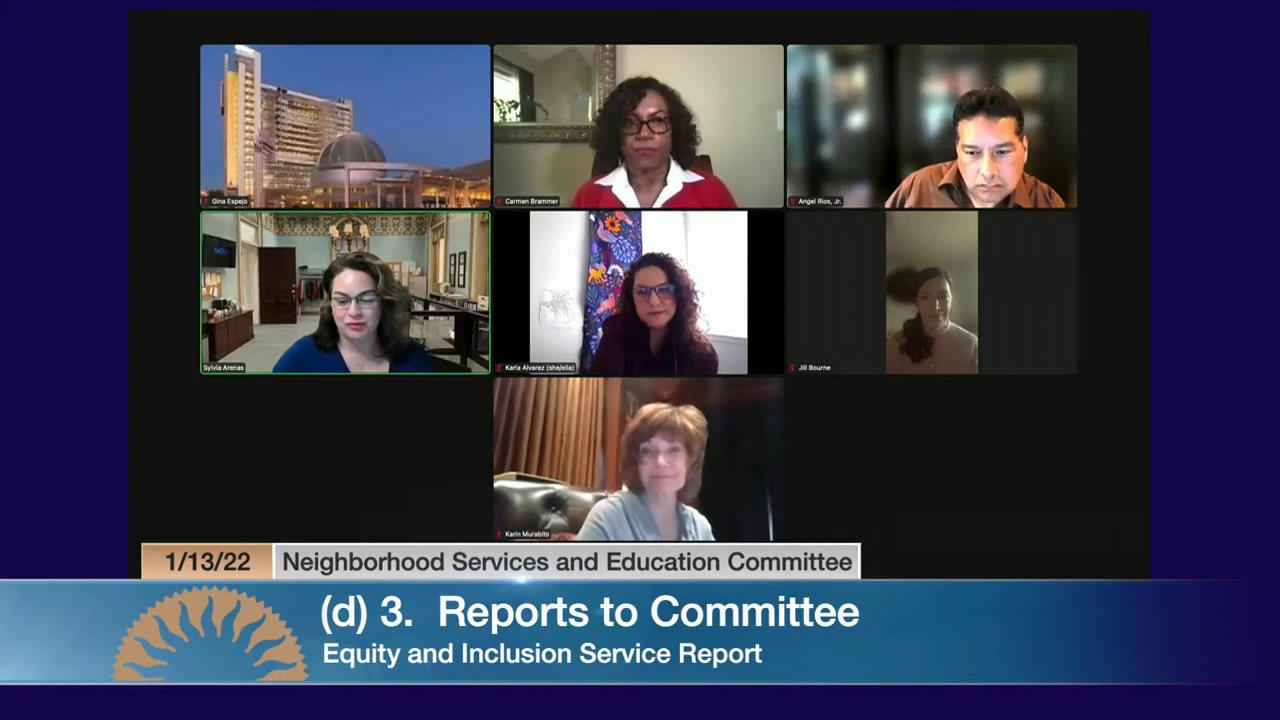 Gina Espejo
Carmen Brammer
Angel Rios, Jr.
Sylvia Arenas
Karla Alvarez (she/ella)
Jill Bourne
Karin Murabito
1/13/22
Neighborhood Services and Education Committee
(d) 3. Reports to Committee
Equity and Inclusion Service Report